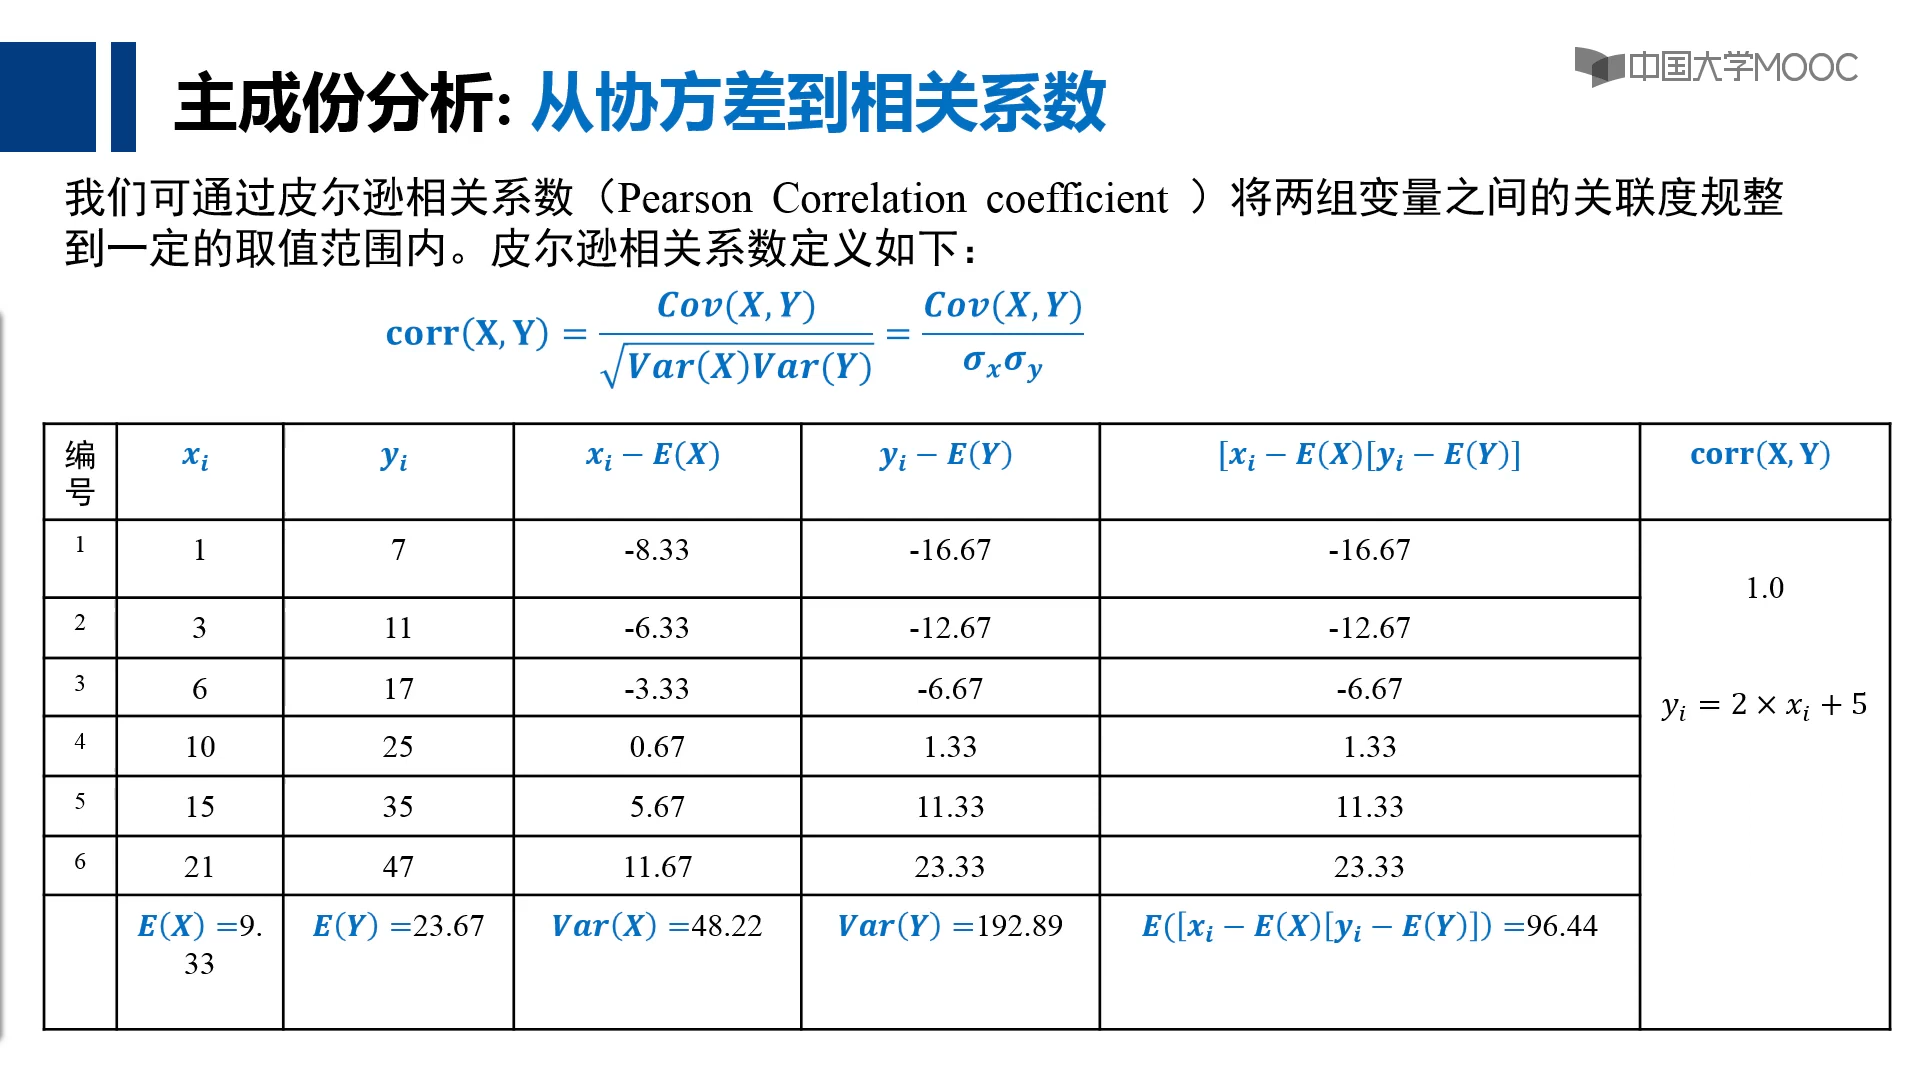 中国大学MOOC
主成份分析: 从协方差到相关系数
我们可通过皮尔逊相关系数（Pearson Correlation coefficient ）将两组变量之间的关联度规整
到一定的取值范围内。皮尔逊相关系数定义如下：
corr(X, Y) = Cov(X, Y) / √Var(X)Var(Y) = Cov(X, Y) / σxσy
编号 xi yi xi − E(X) yi − E(Y) [xi − E(X)[yi − E(Y)] corr(X, Y)
1 1 7 -8.33 -16.67 -16.67
1.0
2 3 11 -6.33 -12.67 -12.67
3 6 17 -3.33 -6.67 -6.67
yi = 2 × xi + 5
4 10 25 0.67 1.33 1.33
5 15 35 5.67 11.33 11.33
6 21 47 11.67 23.33 23.33
E(X) =9.33 E(Y) =23.67 Var(X) =48.22 Var(Y) =192.89 E([xi − E(X)[yi − E(Y)]) =96.44